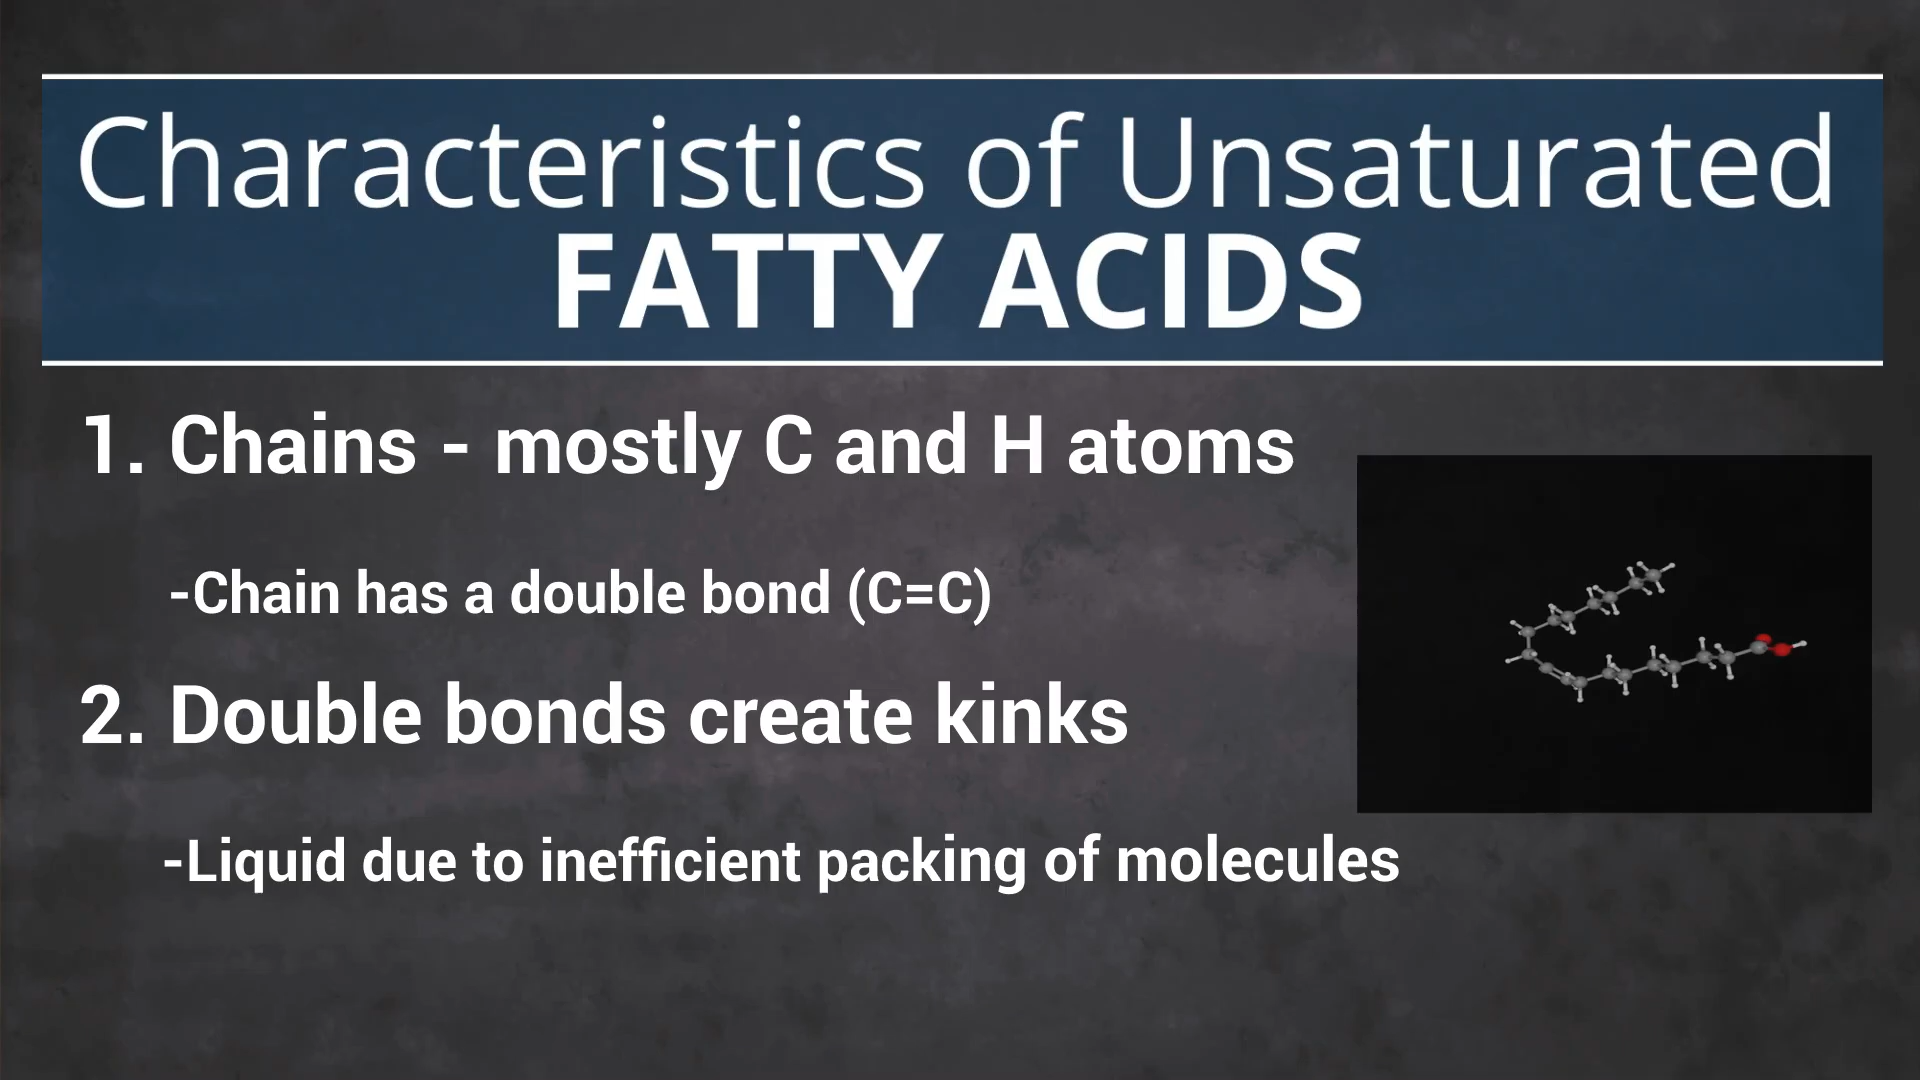 Characteristics of Unsaturated
FATTY ACIDS
1. Chains - mostly C and H atoms
-Chain has a double bond (C=C)
2. Double bonds create kinks
-Liquid due to inefficient packing of molecules